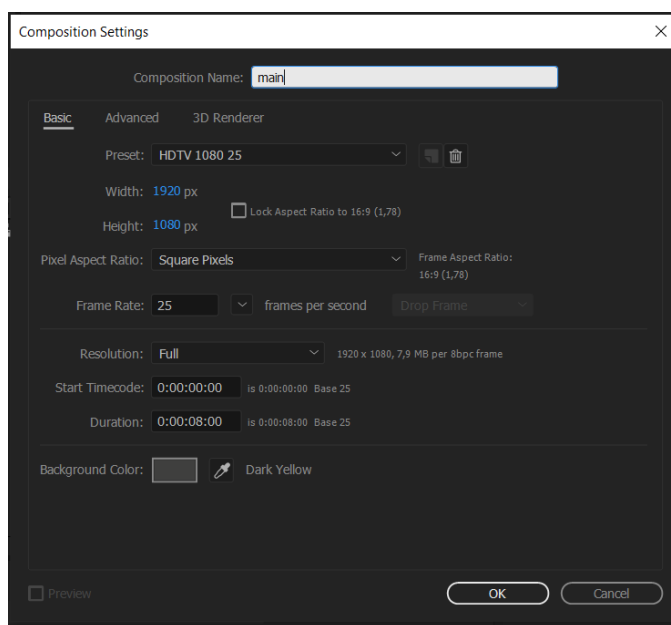 Composition Settings
Composition Name: main
Basic Advanced 3D Renderer
Preset: HDTV 1080 25
Width: 1920 px
Lock Aspect Ratio to 16:9 (1,78)
Height: 1080 px
Pixel Aspect Ratio: Square Pixels
Frame Aspect Ratio:
16:9 (1,78)
Frame Rate: 25 frames per second Drop Frame
Resolution: Full 1920 x 1080, 7,9 MB per 8bpc frame
Start Timecode: 0:00:00:00 is 0:00:00:00 Base 25
Duration: 0:00:08:00 is 0:00:08:00 Base 25
Background Color: Dark Yellow
Preview OK Cancel